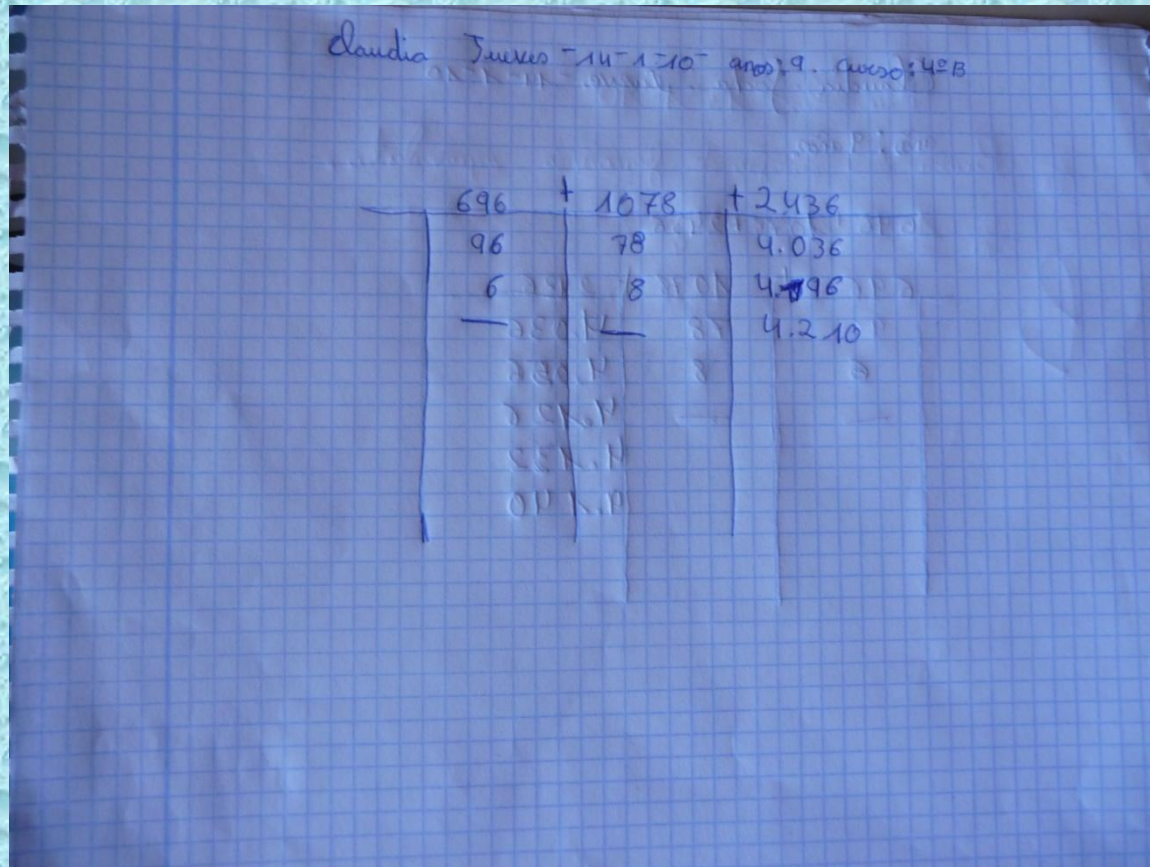 Claudia Jueves -14-1-10- años: 9. curso: 4ºB
696 + 1078 + 2436
96 78 4.036
6 8 4.196
— — 4.210